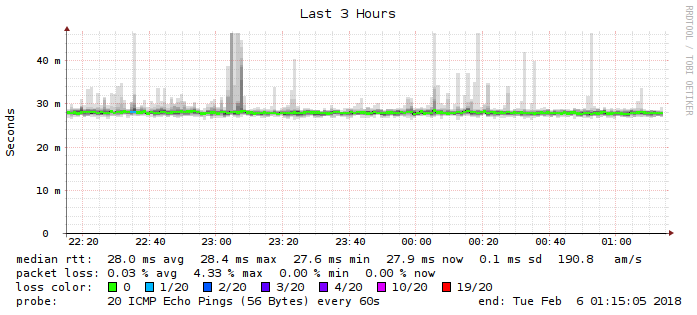 Last 3 Hours
RRDTOOL / TOBI OETIKER
Seconds
40 m
30 m
20 m
10 m
0
22:20 22:40 23:00 23:20 23:40 00:00 00:20 00:40 01:00
median rtt: 28.0 ms avg 28.4 ms max 27.6 ms min 27.9 ms now 0.1 ms sd 190.8 am/s
packet loss: 0.03 % avg 4.33 % max 0.00 % min 0.00 % now
loss color: 0 1/20 2/20 3/20 4/20 10/20 19/20
probe: 20 ICMP Echo Pings (56 Bytes) every 60s end: Tue Feb 6 01:15:05 2018